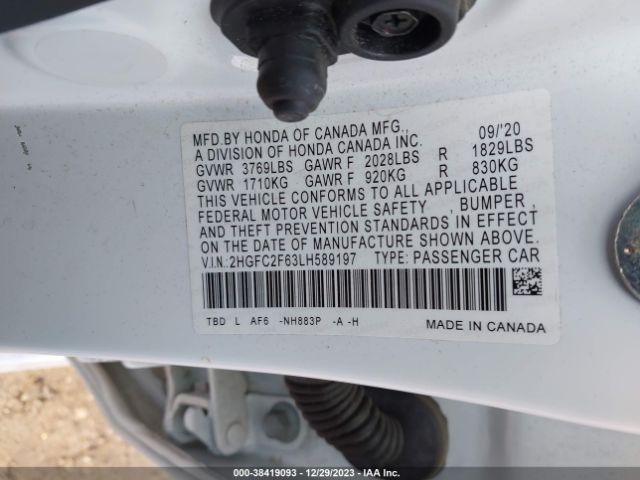 MFD.BY HONDA OF CANADA MFG., 09/'20
A DIVISION OF HONDA CANADA INC.
GVWR 3769LBS GAWR F 2028LBS R 1829LBS
GVWR 1710KG GAWR F 920KG R 830KG
THIS VEHICLE CONFORMS TO ALL APPLICABLE
FEDERAL MOTOR VEHICLE SAFETY , BUMPER ,
AND THEFT PREVENTION STANDARDS IN EFFECT
ON THE DATE OF MANUFACTURE SHOWN ABOVE.
V.I.N.:2HGFC2F63LH589197 TYPE: PASSENGER CAR
TBD L AF6 -NH883P -A -H MADE IN CANADA
000-38419093 - 12/29/2023 - IAA Inc.